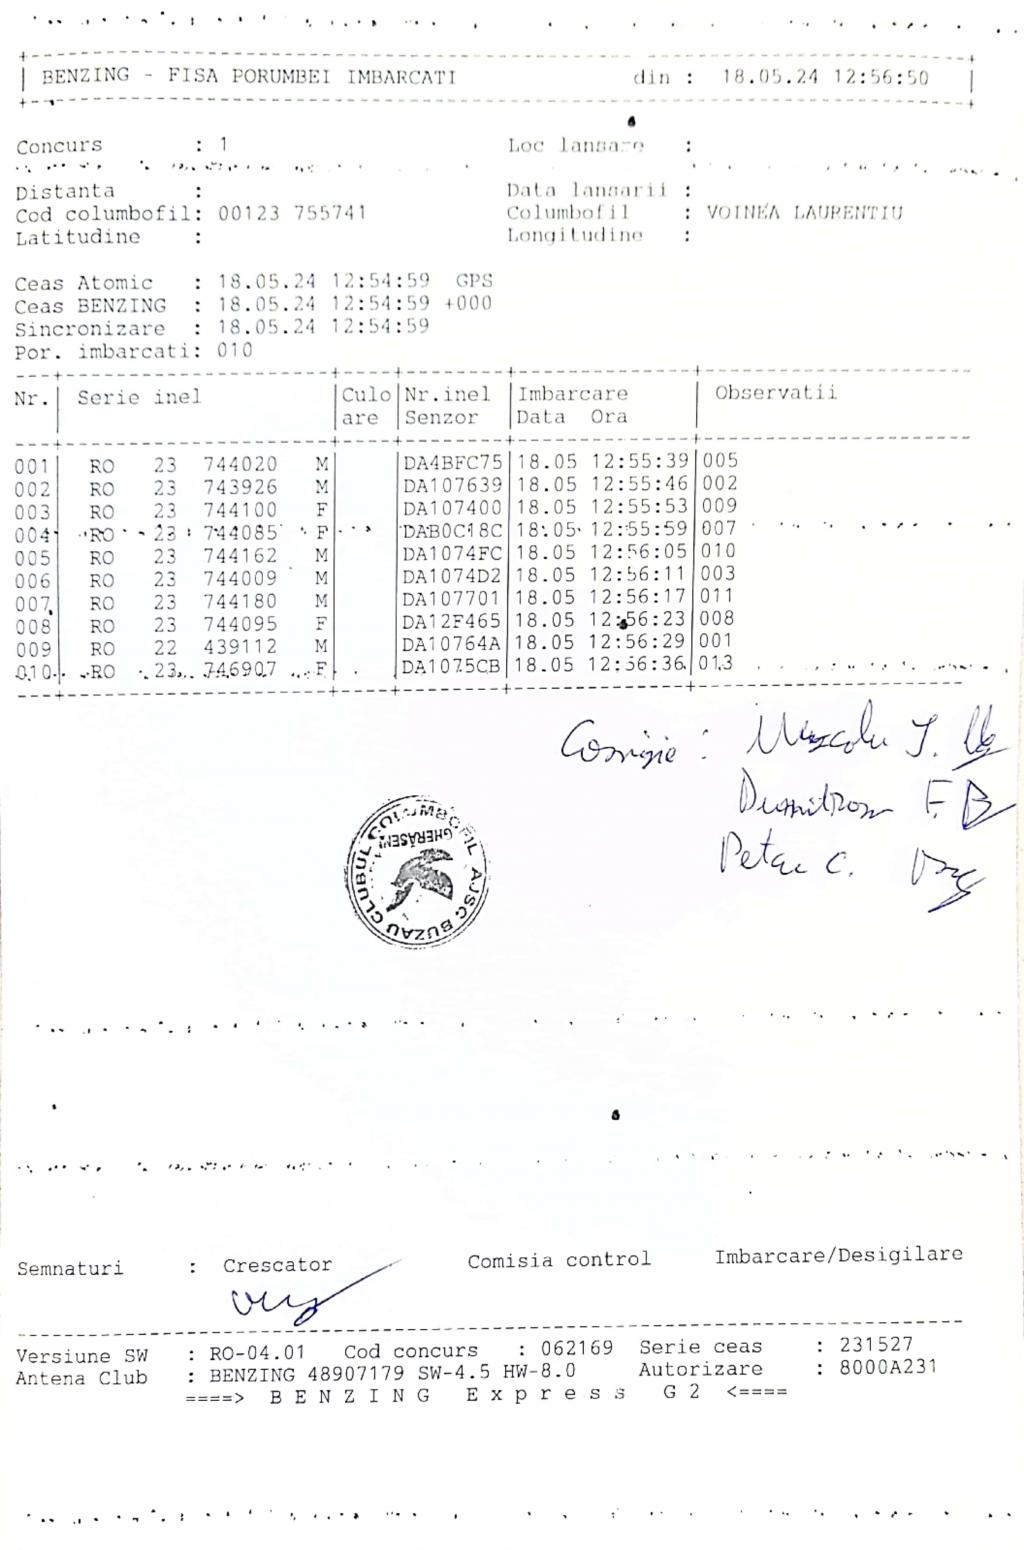 BENZING - FISA PORUMBEI IMBARCATI din : 18.05.24 12:56:50
Concurs : 1 Loc lansare :
Distanta : Data lansarii :
Cod columbofil: 00123 755741 Columbofil : VOINEA LAURENTIU
Latitudine : Longitudine :
Ceas Atomic : 18.05.24 12:54:59 GPS
Ceas BENZING : 18.05.24 12:54:59 +000
Sincronizare : 18.05.24 12:54:59
Por. imbarcati: 010
Nr. Serie inel Culo Nr.inel Imbarcare Observatii
are Senzor Data Ora
001 RO 23 744020 M DA4BFC75 18.05 12:55:39 005
002 RO 23 743926 M DA107639 18.05 12:55:46 002
003 RO 23 744100 F DA107400 18.05 12:55:53 009
004 RO 23 744085 F DAB0C18C 18.05 12:55:59 007
005 RO 23 744162 M DA1074FC 18.05 12:56:05 010
006 RO 23 744009 M DA1074D2 18.05 12:56:11 003
007 RO 23 744180 M DA107701 18.05 12:56:17 011
008 RO 23 744095 F DA12F465 18.05 12:56:23 008
009 RO 22 439112 M DA10764A 18.05 12:56:29 001
010 RO 23 746907 F DA1075CB 18.05 12:56:36 013
Comisie :
Petre C.
CLUBUL COLUMBOFIL AJSC BUZAU
GHERASENI
Semnaturi : Crescator Comisia control Imbarcare/Desigilare
Versiune SW : RO-04.01 Cod concurs : 062169 Serie ceas : 231527
Antena Club : BENZING 48907179 SW-4.5 HW-8.0 Autorizare : 8000A231
====> B E N Z I N G E x p r e s s G 2 <====